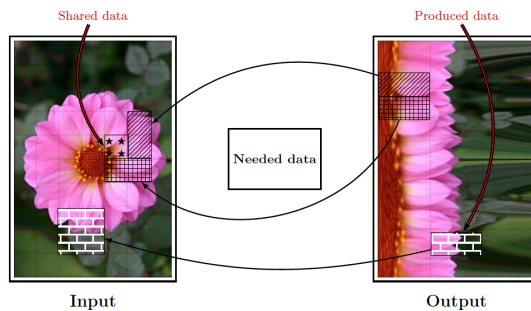 Shared data
Produced data
Needed data
Input
Output